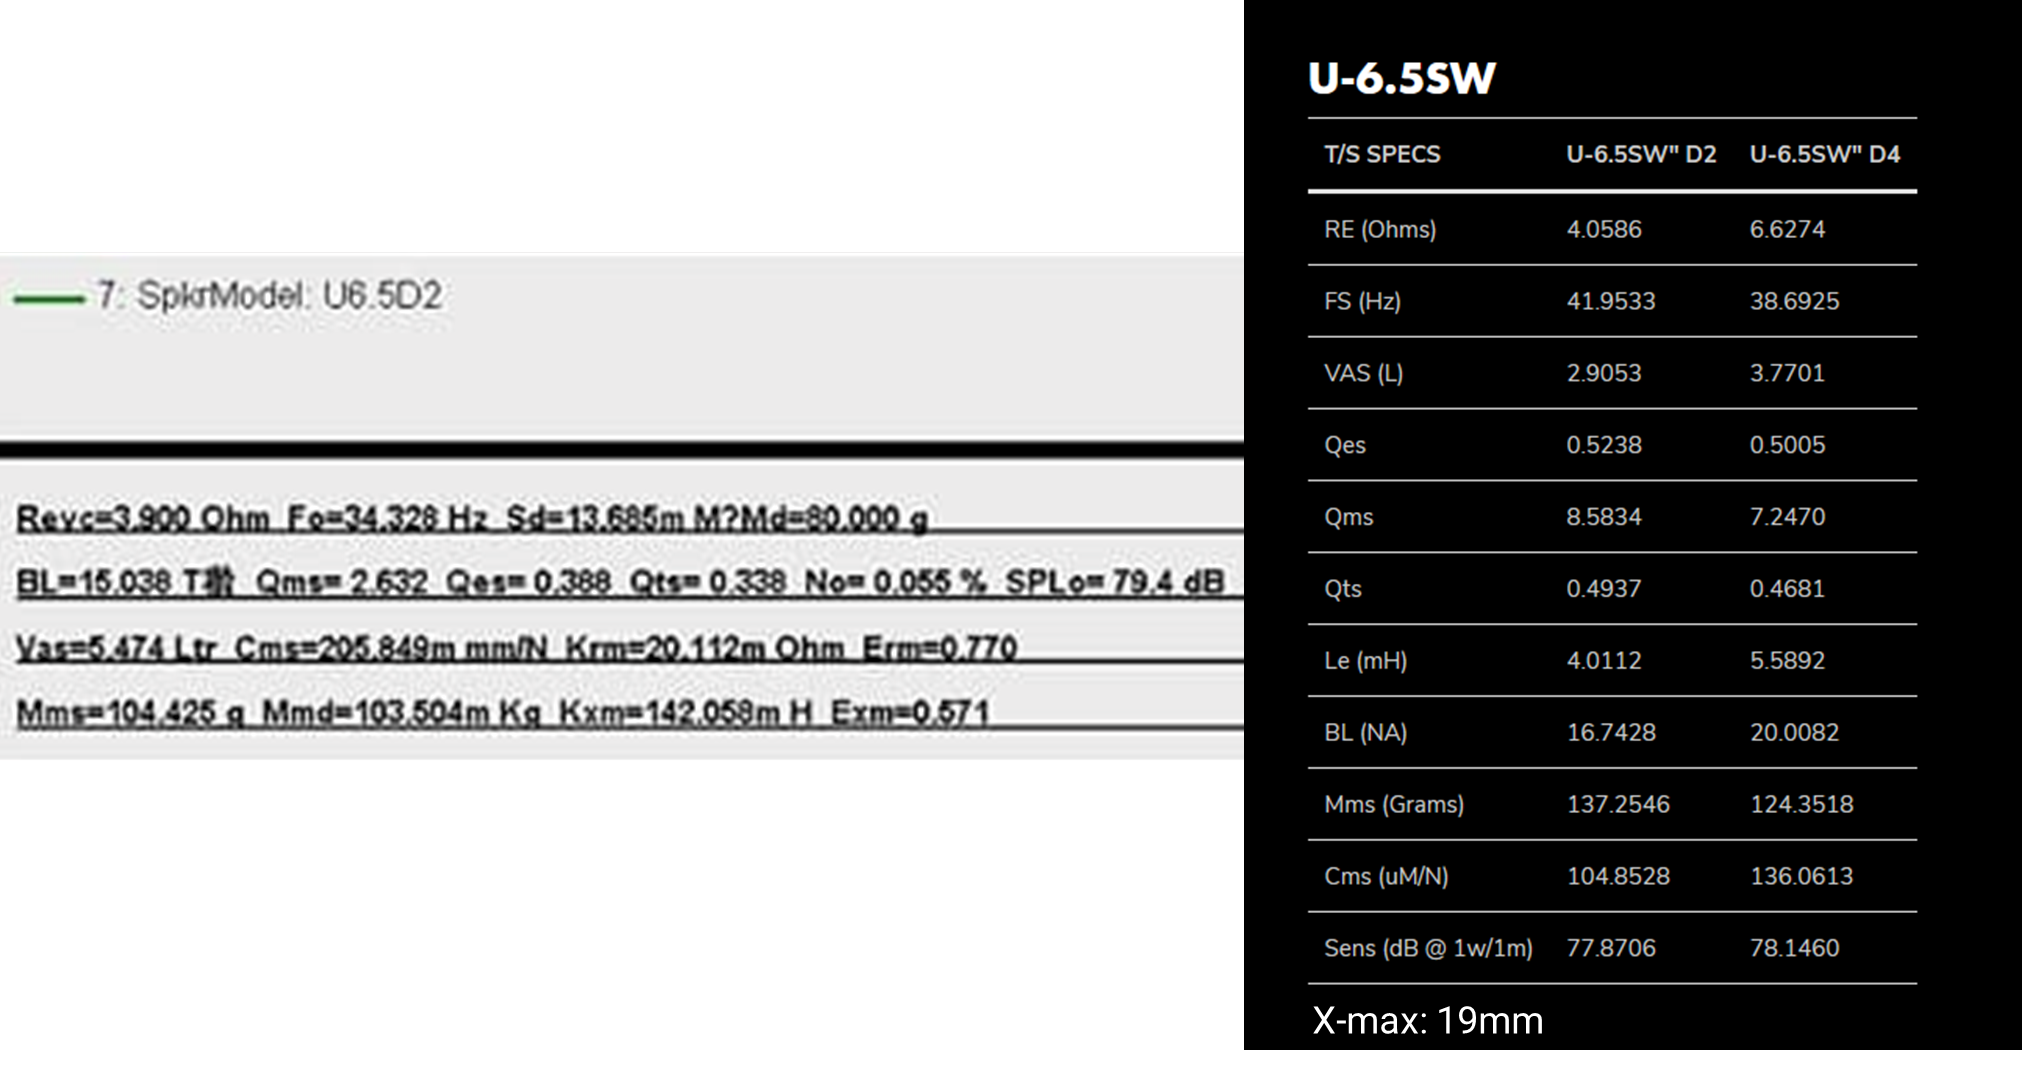 7: SpkrModel: U6.5D2
Revc=3.900 Ohm Fo=34.328 Hz Sd=13.685m M?Md=80.000 g
BL=15.038 T Qms= 2.632 Qes= 0.388 Qts= 0.338 No= 0.055 % SPLo= 79.4 dB
Vas=5.474 Ltr Cms=205.849m mm/N Krm=20.112m Ohm Erm=0.770
Mms=104.425 g Mmd=103.504m Kg Kxm=142.058m H Exm=0.571
U-6.5SW
T/S SPECS U-6.5SW" D2 U-6.5SW" D4
RE (Ohms) 4.0586 6.6274
FS (Hz) 41.9533 38.6925
VAS (L) 2.9053 3.7701
Qes 0.5238 0.5005
Qms 8.5834 7.2470
Qts 0.4937 0.4681
Le (mH) 4.0112 5.5892
BL (NA) 16.7428 20.0082
Mms (Grams) 137.2546 124.3518
Cms (uM/N) 104.8528 136.0613
Sens (dB @ 1w/1m) 77.8706 78.1460
X-max: 19mm